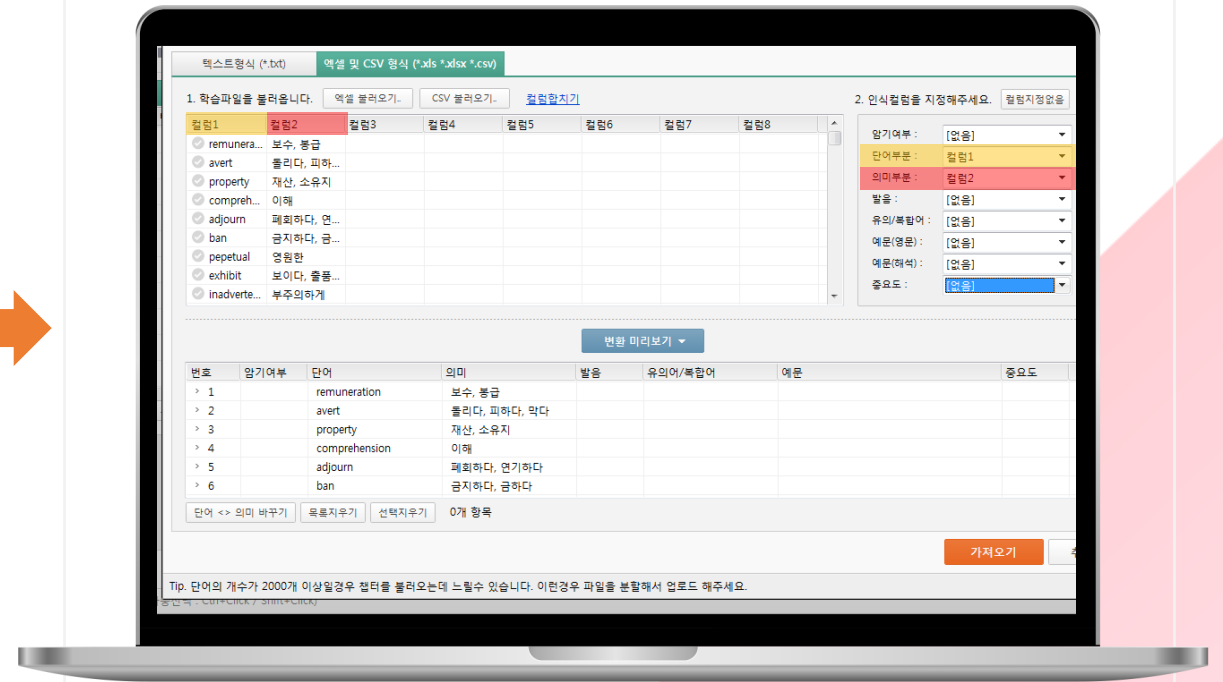 텍스트형식 (*.txt) 엑셀 및 CSV 형식 (*.xls *.xlsx *.csv)
1. 학습파일을 불러옵니다. 엑셀 불러오기.. CSV 불러오기.. 컬럼합치기 2. 인식컬럼을 지정해주세요. 컬럼지정없음
컬럼1 컬럼2 컬럼3 컬럼4 컬럼5 컬럼6 컬럼7 컬럼8
remunera... 보수, 봉급
avert 돌리다, 피하...
property 재산, 소유지
compreh... 이해
adjourn 폐회하다, 연...
ban 금지하다, 금...
pepetual 영원한
exhibit 보이다, 출품...
inadverte... 부주의하게
암기여부 : [없음]
단어부분 : 컬럼1
의미부분 : 컬럼2
발음 : [없음]
유의/복합어 : [없음]
예문(영문) : [없음]
예문(해석) : [없음]
중요도 : [없음]
변환 미리보기
번호 암기여부 단어 의미 발음 유의어/복합어 예문 중요도
> 1 remuneration 보수, 봉급
> 2 avert 돌리다, 피하다, 막다
> 3 property 재산, 소유지
> 4 comprehension 이해
> 5 adjourn 폐회하다, 연기하다
> 6 ban 금지하다, 금하다
단어 <> 의미 바꾸기 목록지우기 선택지우기 0개 항목
가져오기
Tip. 단어의 개수가 2000개 이상일경우 챕터를 불러오는데 느릴수 있습니다. 이런경우 파일을 분할해서 업로드 해주세요.
: Ctrl+Click / Shift+Click)